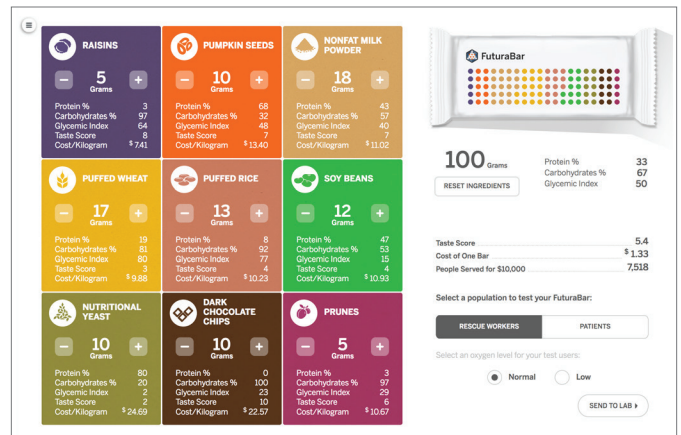 RAISINS
5
Grams
Protein % 3
Carbohydrates % 97
Glycemic Index 64
Taste Score 8
Cost/Kilogram $7.41
PUMPKIN SEEDS
10
Grams
Protein % 68
Carbohydrates % 32
Glycemic Index 48
Taste Score 7
Cost/Kilogram $13.40
NONFAT MILK
POWDER
18
Grams
Protein % 43
Carbohydrates % 57
Glycemic Index 40
Taste Score 7
Cost/Kilogram $11.02
PUFFED WHEAT
17
Grams
Protein % 19
Carbohydrates % 81
Glycemic Index 80
Taste Score 3
Cost/Kilogram $9.88
PUFFED RICE
13
Grams
Protein % 8
Carbohydrates % 92
Glycemic Index 77
Taste Score 4
Cost/Kilogram $10.23
SOY BEANS
12
Grams
Protein % 47
Carbohydrates % 53
Glycemic Index 15
Taste Score 4
Cost/Kilogram $10.93
NUTRITIONAL
YEAST
10
Grams
Protein % 80
Carbohydrates % 20
Glycemic Index 2
Taste Score 2
Cost/Kilogram $24.69
DARK
CHOCOLATE
CHIPS
10
Grams
Protein % 0
Carbohydrates % 100
Glycemic Index 23
Taste Score 10
Cost/Kilogram $22.57
PRUNES
5
Grams
Protein % 3
Carbohydrates % 97
Glycemic Index 29
Taste Score 6
Cost/Kilogram $10.67
FuturaBar
100 Grams
RESET INGREDIENTS
Protein % 33
Carbohydrates % 67
Glycemic Index 50
Taste Score 5.4
Cost of One Bar $1.33
People Served for $10,000 7,518
Select a population to test your FuturaBar:
RESCUE WORKERS PATIENTS
Select an oxygen level for your test users:
Normal Low
SEND TO LAB